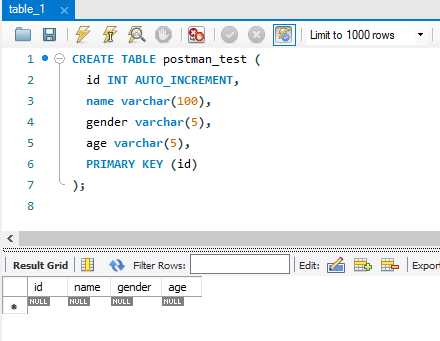 table_1
Limit to 1000 rows
1 CREATE TABLE postman_test (
2 id INT AUTO_INCREMENT,
3 name varchar(100),
4 gender varchar(5),
5 age varchar(5),
6 PRIMARY KEY (id)
7 );
8
Result Grid Filter Rows: Edit: Export
id name gender age
NULL NULL NULL NULL